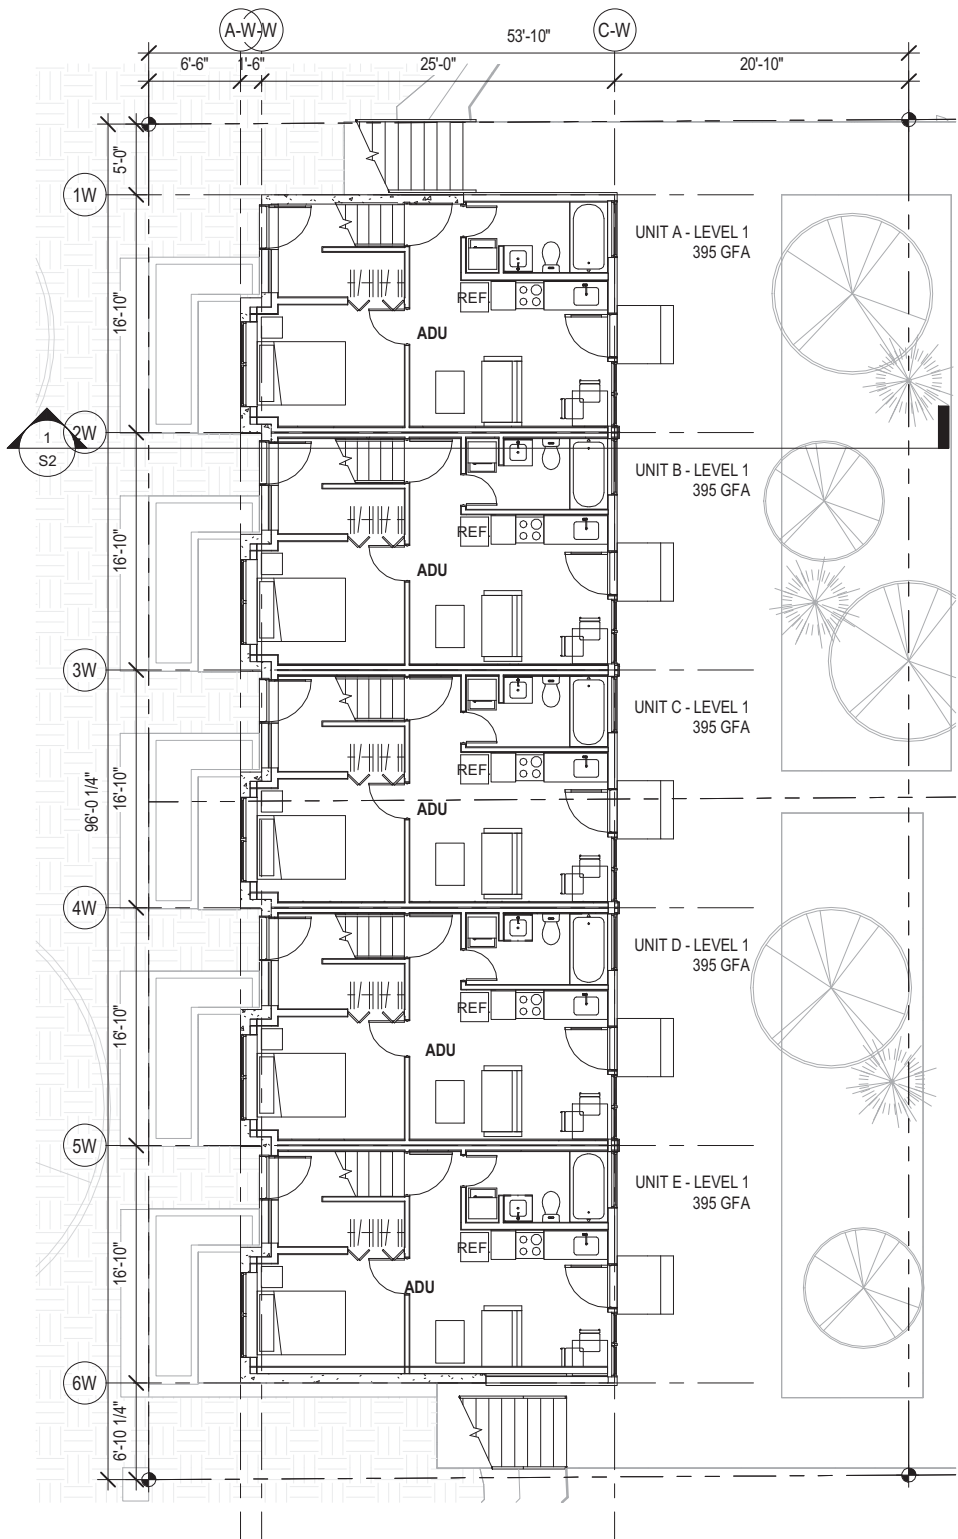 A-W
-W
C-W
53'-10"
6'-6"
1'-6"
25'-0"
20'-10"
5'-0"
1W
UNIT A - LEVEL 1
395 GFA
16'-10"
REF.
ADU
1
S2
2W
UNIT B - LEVEL 1
395 GFA
16'-10"
REF.
ADU
3W
UNIT C - LEVEL 1
395 GFA
16'-10"
96'-0 1/4"
REF.
ADU
4W
UNIT D - LEVEL 1
395 GFA
16'-10"
REF.
ADU
5W
UNIT E - LEVEL 1
395 GFA
16'-10"
REF.
ADU
6W
6'-10 1/4"